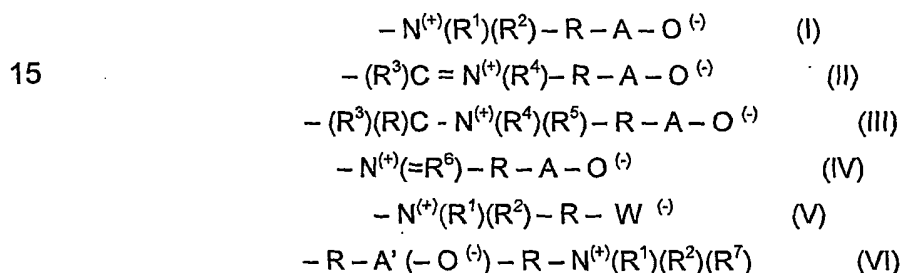 – N⁽⁺⁾(R¹)(R²) – R – A – O ⁽⁻⁾ (I)
15 – (R³)C = N⁽⁺⁾(R⁴) – R – A – O ⁽⁻⁾ (II)
– (R³)(R)C - N⁽⁺⁾(R⁴)(R⁵) – R – A – O ⁽⁻⁾ (III)
– N⁽⁺⁾(=R⁶) – R – A – O ⁽⁻⁾ (IV)
– N⁽⁺⁾(R¹)(R²) – R – W ⁽⁻⁾ (V)
– R – A' (– O ⁽⁻⁾) – R – N⁽⁺⁾(R¹)(R²)(R⁷) (VI)